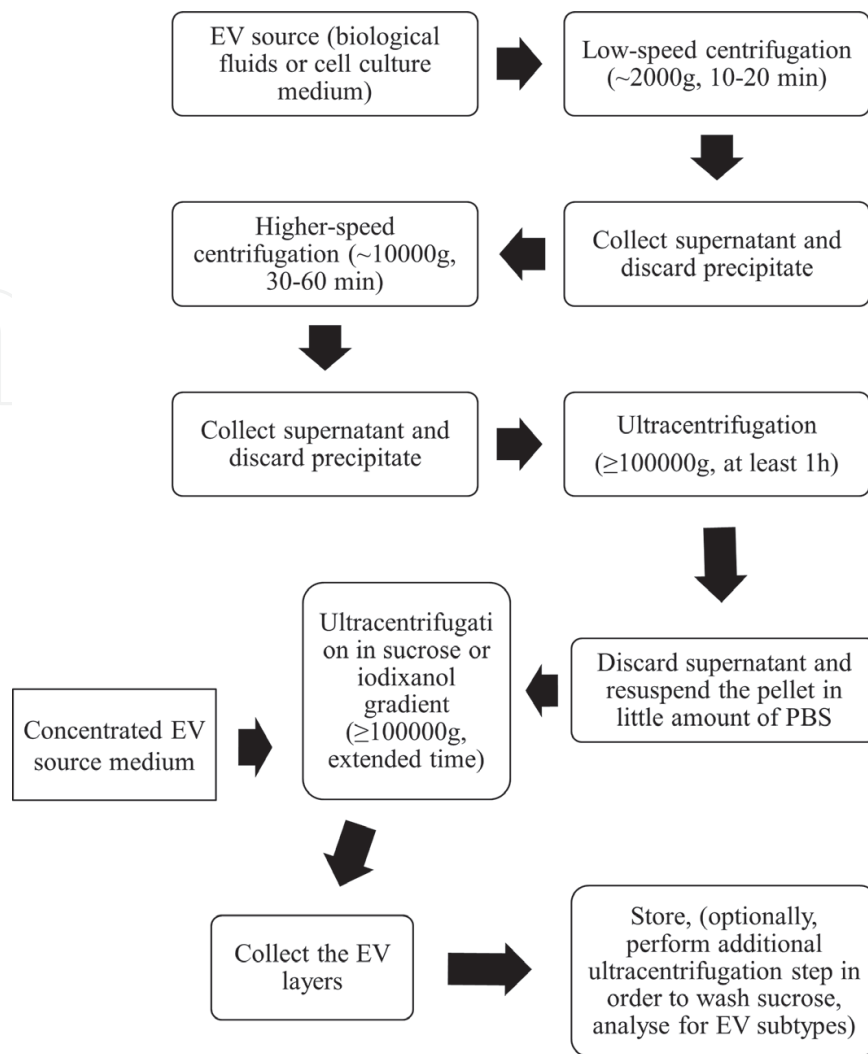 EV source (biological
fluids or cell culture
medium)
Low-speed centrifugation
(~2000g, 10-20 min)
Collect supernatant and
discard precipitate
Higher-speed
centrifugation (~10000g,
30-60 min)
Collect supernatant and
discard precipitate
Ultracentrifugation
(≥100000g, at least 1h)
Discard supernatant and
resuspend the pellet in
little amount of PBS
Ultracentrifugati
on in sucrose or
iodixanol
gradient
(≥100000g,
extended time)
Concentrated EV
source medium
Collect the EV
layers
Store, (optionally,
perform additional
ultracentrifugation step in
order to wash sucrose,
analyse for EV subtypes)